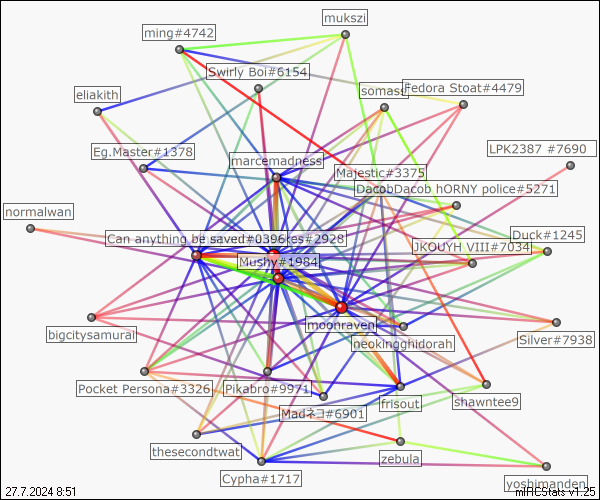 mukszi
ming#4742
Swirly Boi#6154
somass
Fedora Stoat#4479
eliakith
Eg.Master#1378
LPK2387 #7690
marcemadness
Majestic#3375
DacobDacob hORNY police#5271
normalwan
Can anything be saved#0396
kes#2928
Duck#1245
JKOUYH VIII#7034
Mushy#1984
moonraven
bigcitysamurai
neokingghidorah
Silver#7938
Pocket Persona#3326
Pikabro#9971
Madネコ#6901
frisout
shawntee9
thesecondtwat
zebula
Cypha#1717
yoshimanden
27.7.2024 8:51
mIRCStats v1.25